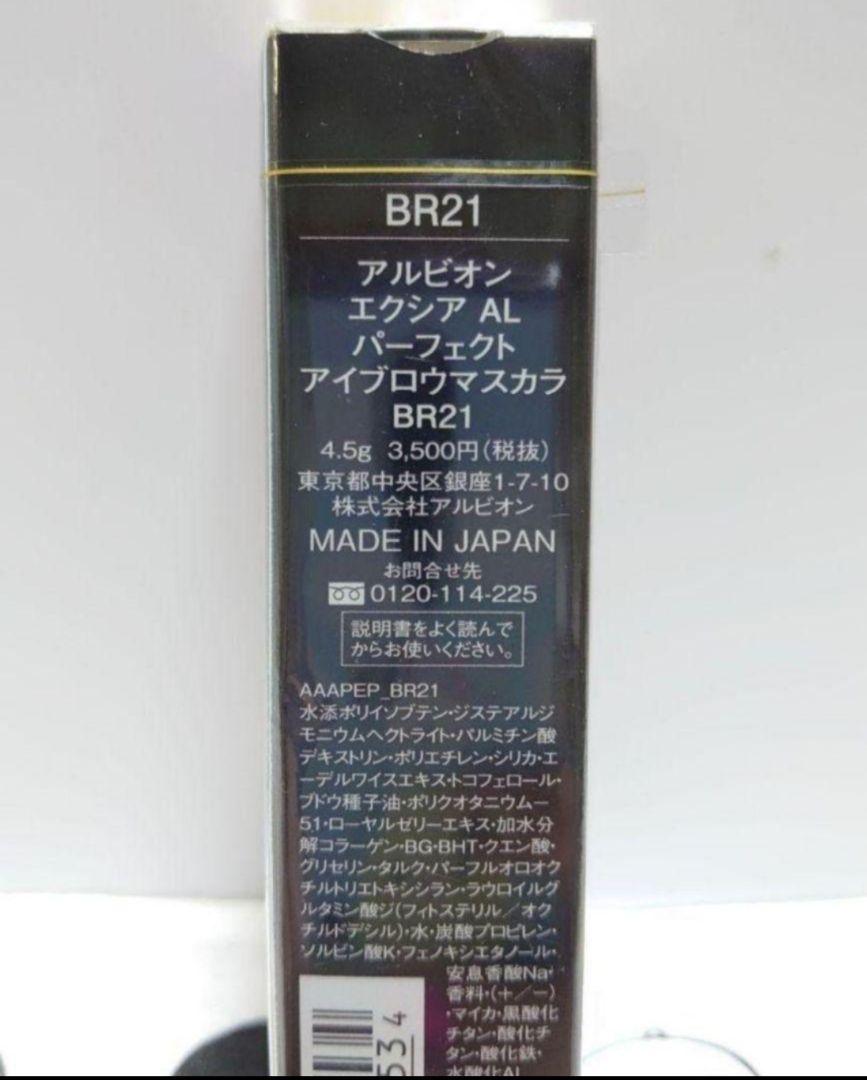 BR21
アルビオン
エクシア AL
パーフェクト
アイブロウマスカラ
BR21
4.5g 3,500円(税抜)
東京都中央区銀座1-7-10
株式会社アルビオン
MADE IN JAPAN
お問合せ先
0120-114-225
説明書をよく読んで
からお使いください。
AAAPEP_BR21
水添ポリイソブテン・ジステアルジ
モニウムヘクトライト・パルミチン酸
デキストリン・ポリエチレン・シリカ・エ
ーデルワイスエキス・トコフェロール・
ブドウ種子油・ポリクオタニウム―
51・ローヤルゼリーエキス・加水分
解コラーゲン・BG・BHT・クエン酸・
グリセリン・タルク・パーフルオロオク
チルトリエトキシシラン・ラウロイルグ
ルタミン酸ジ(フィトステリル/オク
チルドデシル)・水・炭酸プロピレン・
ソルビン酸K・フェノキシエタノール・
安息香酸Na・
香料・(+/−)
・マイカ・黒酸化
チタン・酸化チ
タン・酸化鉄・
水酸化AL
534